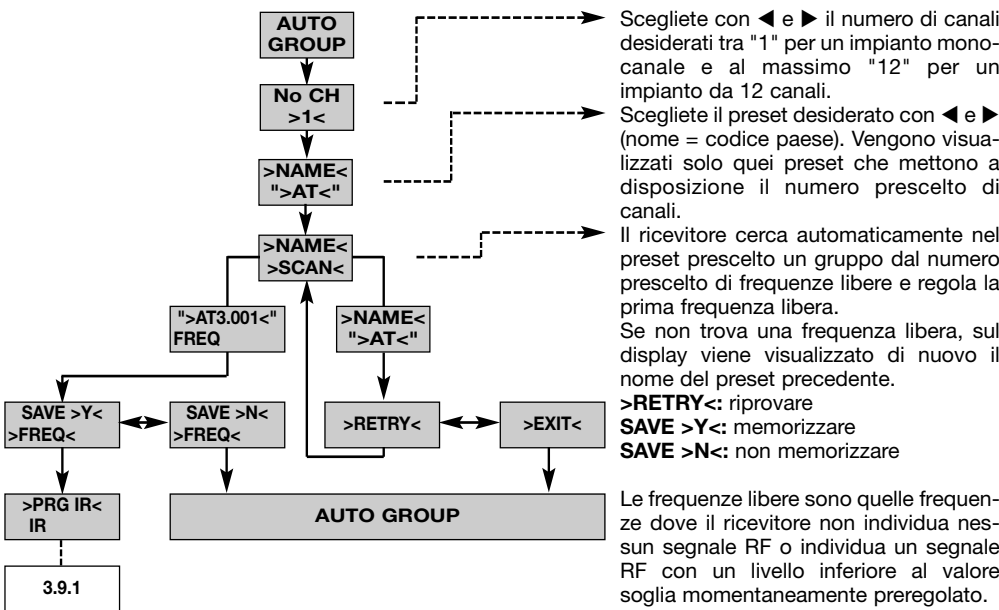 AUTO
GROUP
No CH
>1<
>NAME<
">AT<"
>NAME<
>SCAN<
">AT3.001<"
FREQ
>NAME<
">AT<"
SAVE >Y<
>FREQ<
SAVE >N<
>FREQ<
>RETRY<
>EXIT<
>PRG IR<
IR
AUTO GROUP
3.9.1
Scegliete con ◀ e ▶ il numero di canali
desiderati tra "1" per un impianto mono-
canale e al massimo "12" per un
impianto da 12 canali.
Scegliete il preset desiderato con ◀ e ▶
(nome = codice paese). Vengono visua-
lizzati solo quei preset che mettono a
disposizione il numero prescelto di
canali.
Il ricevitore cerca automaticamente nel
preset prescelto un gruppo dal numero
prescelto di frequenze libere e regola la
prima frequenza libera.
Se non trova una frequenza libera, sul
display viene visualizzato di nuovo il
nome del preset precedente.
>RETRY<: riprovare
SAVE >Y<: memorizzare
SAVE >N<: non memorizzare
Le frequenze libere sono quelle frequen-
ze dove il ricevitore non individua nes-
sun segnale RF o individua un segnale
RF con un livello inferiore al valore
soglia momentaneamente preregolato.